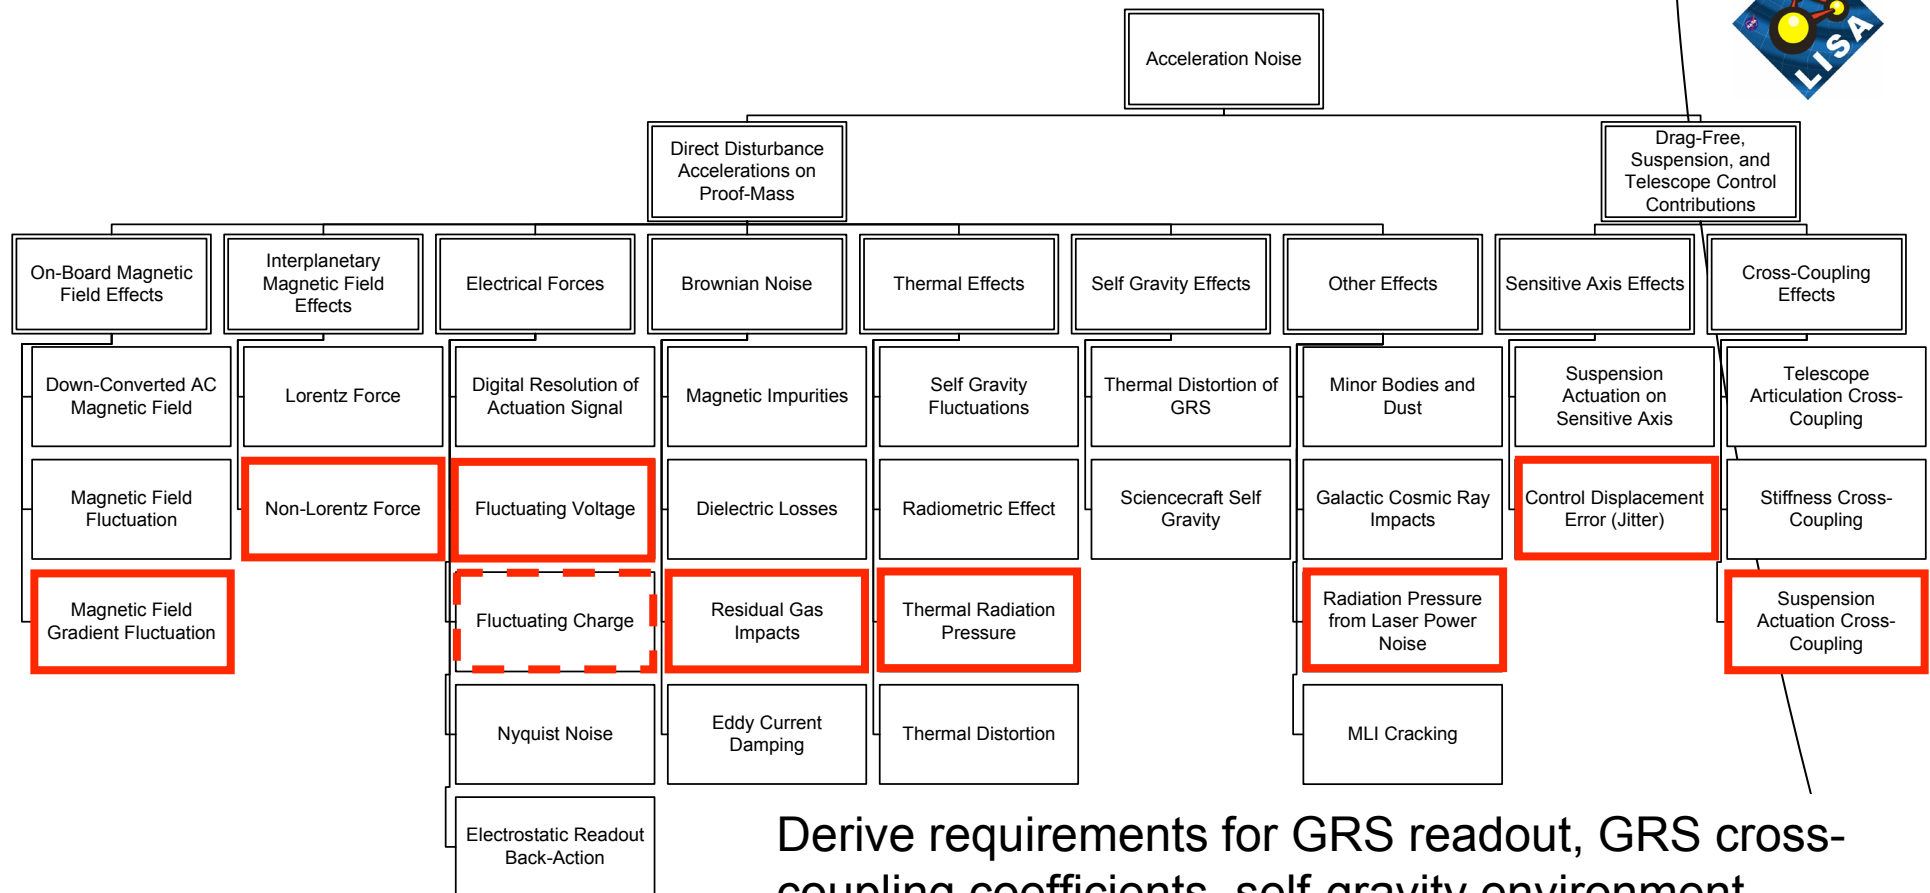 LISA
Acceleration Noise
Direct Disturbance
Accelerations on
Proof-Mass
Drag-Free,
Suspension, and
Telescope Control
Contributions
On-Board Magnetic
Field Effects
Interplanetary
Magnetic Field
Effects
Electrical Forces
Brownian Noise
Thermal Effects
Self Gravity Effects
Other Effects
Sensitive Axis Effects
Cross-Coupling
Effects
Down-Converted AC
Magnetic Field
Lorentz Force
Digital Resolution of
Actuation Signal
Magnetic Impurities
Self Gravity
Fluctuations
Thermal Distortion of
GRS
Minor Bodies and
Dust
Suspension
Actuation on
Sensitive Axis
Telescope
Articulation Cross-
Coupling
Magnetic Field
Fluctuation
Non-Lorentz Force
Fluctuating Voltage
Dielectric Losses
Radiometric Effect
Sciencecraft Self
Gravity
Galactic Cosmic Ray
Impacts
Control Displacement
Error (Jitter)
Stiffness Cross-
Coupling
Magnetic Field
Gradient Fluctuation
Fluctuating Charge
Residual Gas
Impacts
Thermal Radiation
Pressure
Radiation Pressure
from Laser Power
Noise
Suspension
Actuation Cross-
Coupling
Nyquist Noise
Eddy Current
Damping
Thermal Distortion
MLI Cracking
Electrostatic Readout
Back-Action
Derive requirements for GRS readout, GRS cross-
coupling coefficients, self-gravity environment